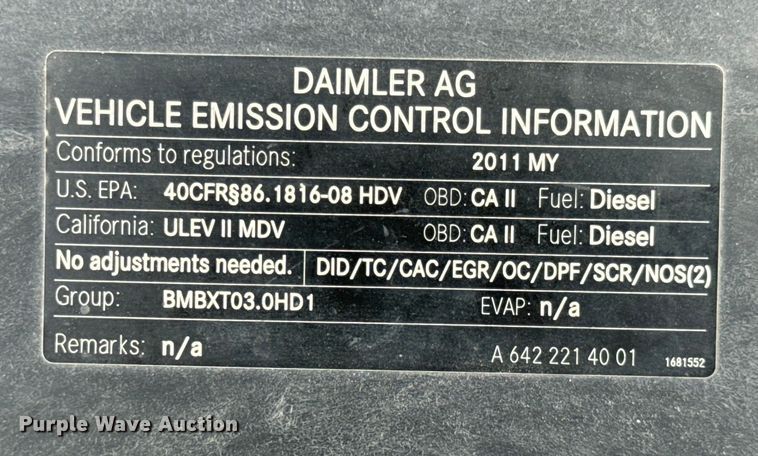 DAIMLER AG
VEHICLE EMISSION CONTROL INFORMATION
Conforms to regulations: 2011 MY
U.S. EPA: 40CFR§86.1816-08 HDV OBD: CA II Fuel: Diesel
California: ULEV II MDV OBD: CA II Fuel: Diesel
No adjustments needed. DID/TC/CAC/EGR/OC/DPF/SCR/NOS(2)
Group: BMBXT03.0HD1 EVAP: n/a
Remarks: n/a A 642 221 40 01 1681552
Purple Wave Auction